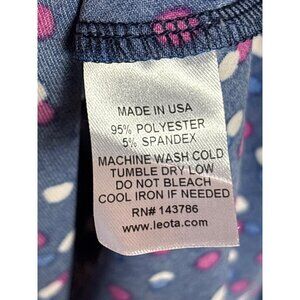 MADE IN USA
95% POLYESTER
5% SPANDEX
MACHINE WASH COLD
TUMBLE DRY LOW
DO NOT BLEACH
COOL IRON IF NEEDED
RN# 143786
www.leota.com